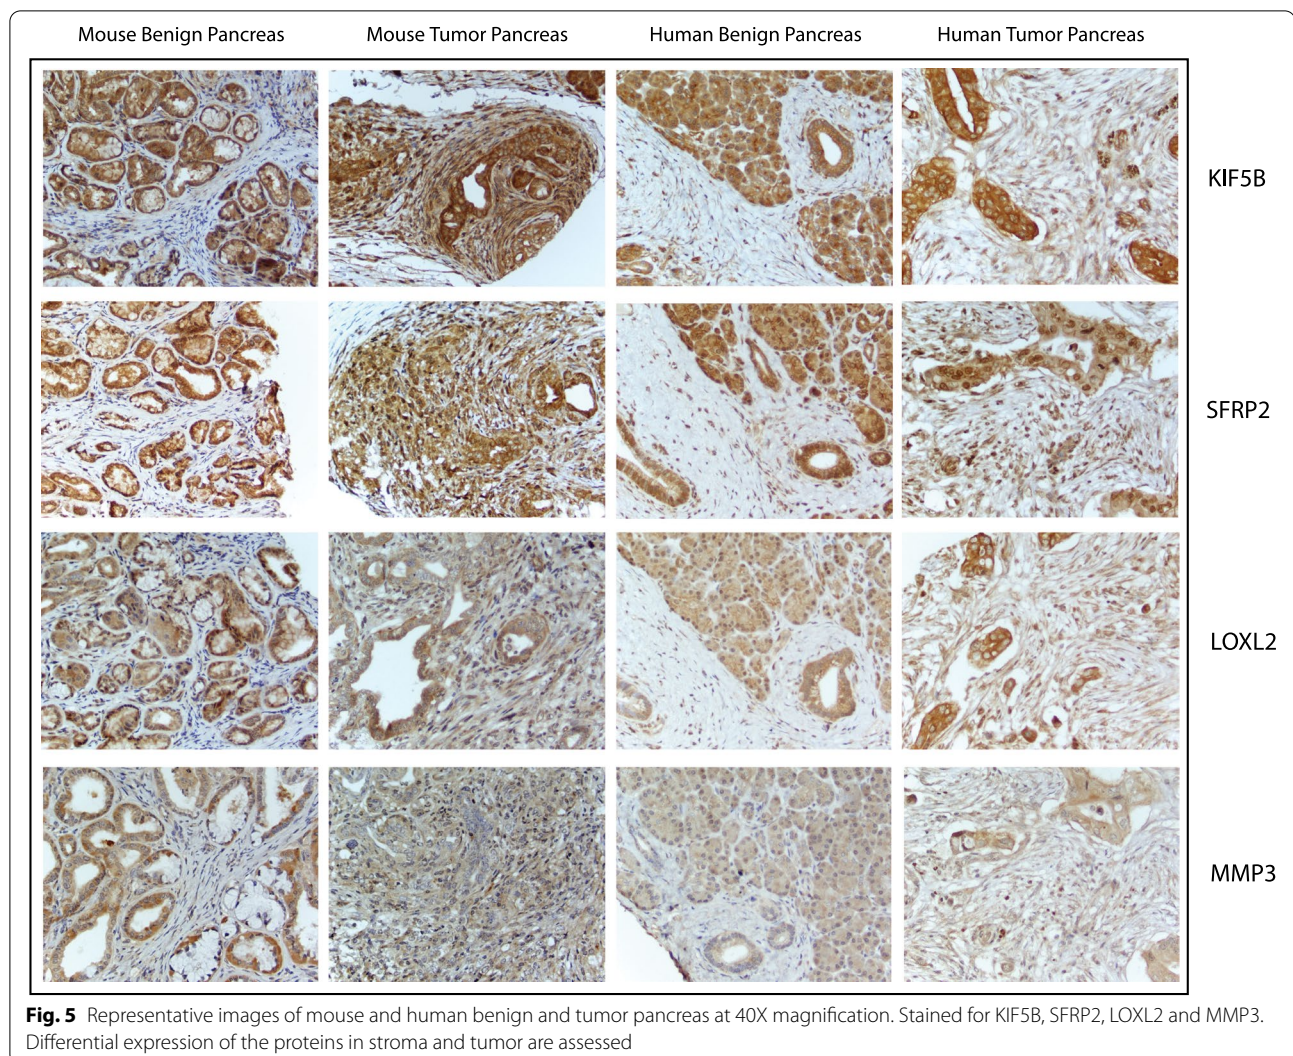 Mouse Benign Pancreas Mouse Tumor Pancreas Human Benign Pancreas Human Tumor Pancreas
KIF5B
SFRP2
LOXL2
MMP3
Fig. 5 Representative images of mouse and human benign and tumor pancreas at 40X magnification. Stained for KIF5B, SFRP2, LOXL2 and MMP3.
Differential expression of the proteins in stroma and tumor are assessed